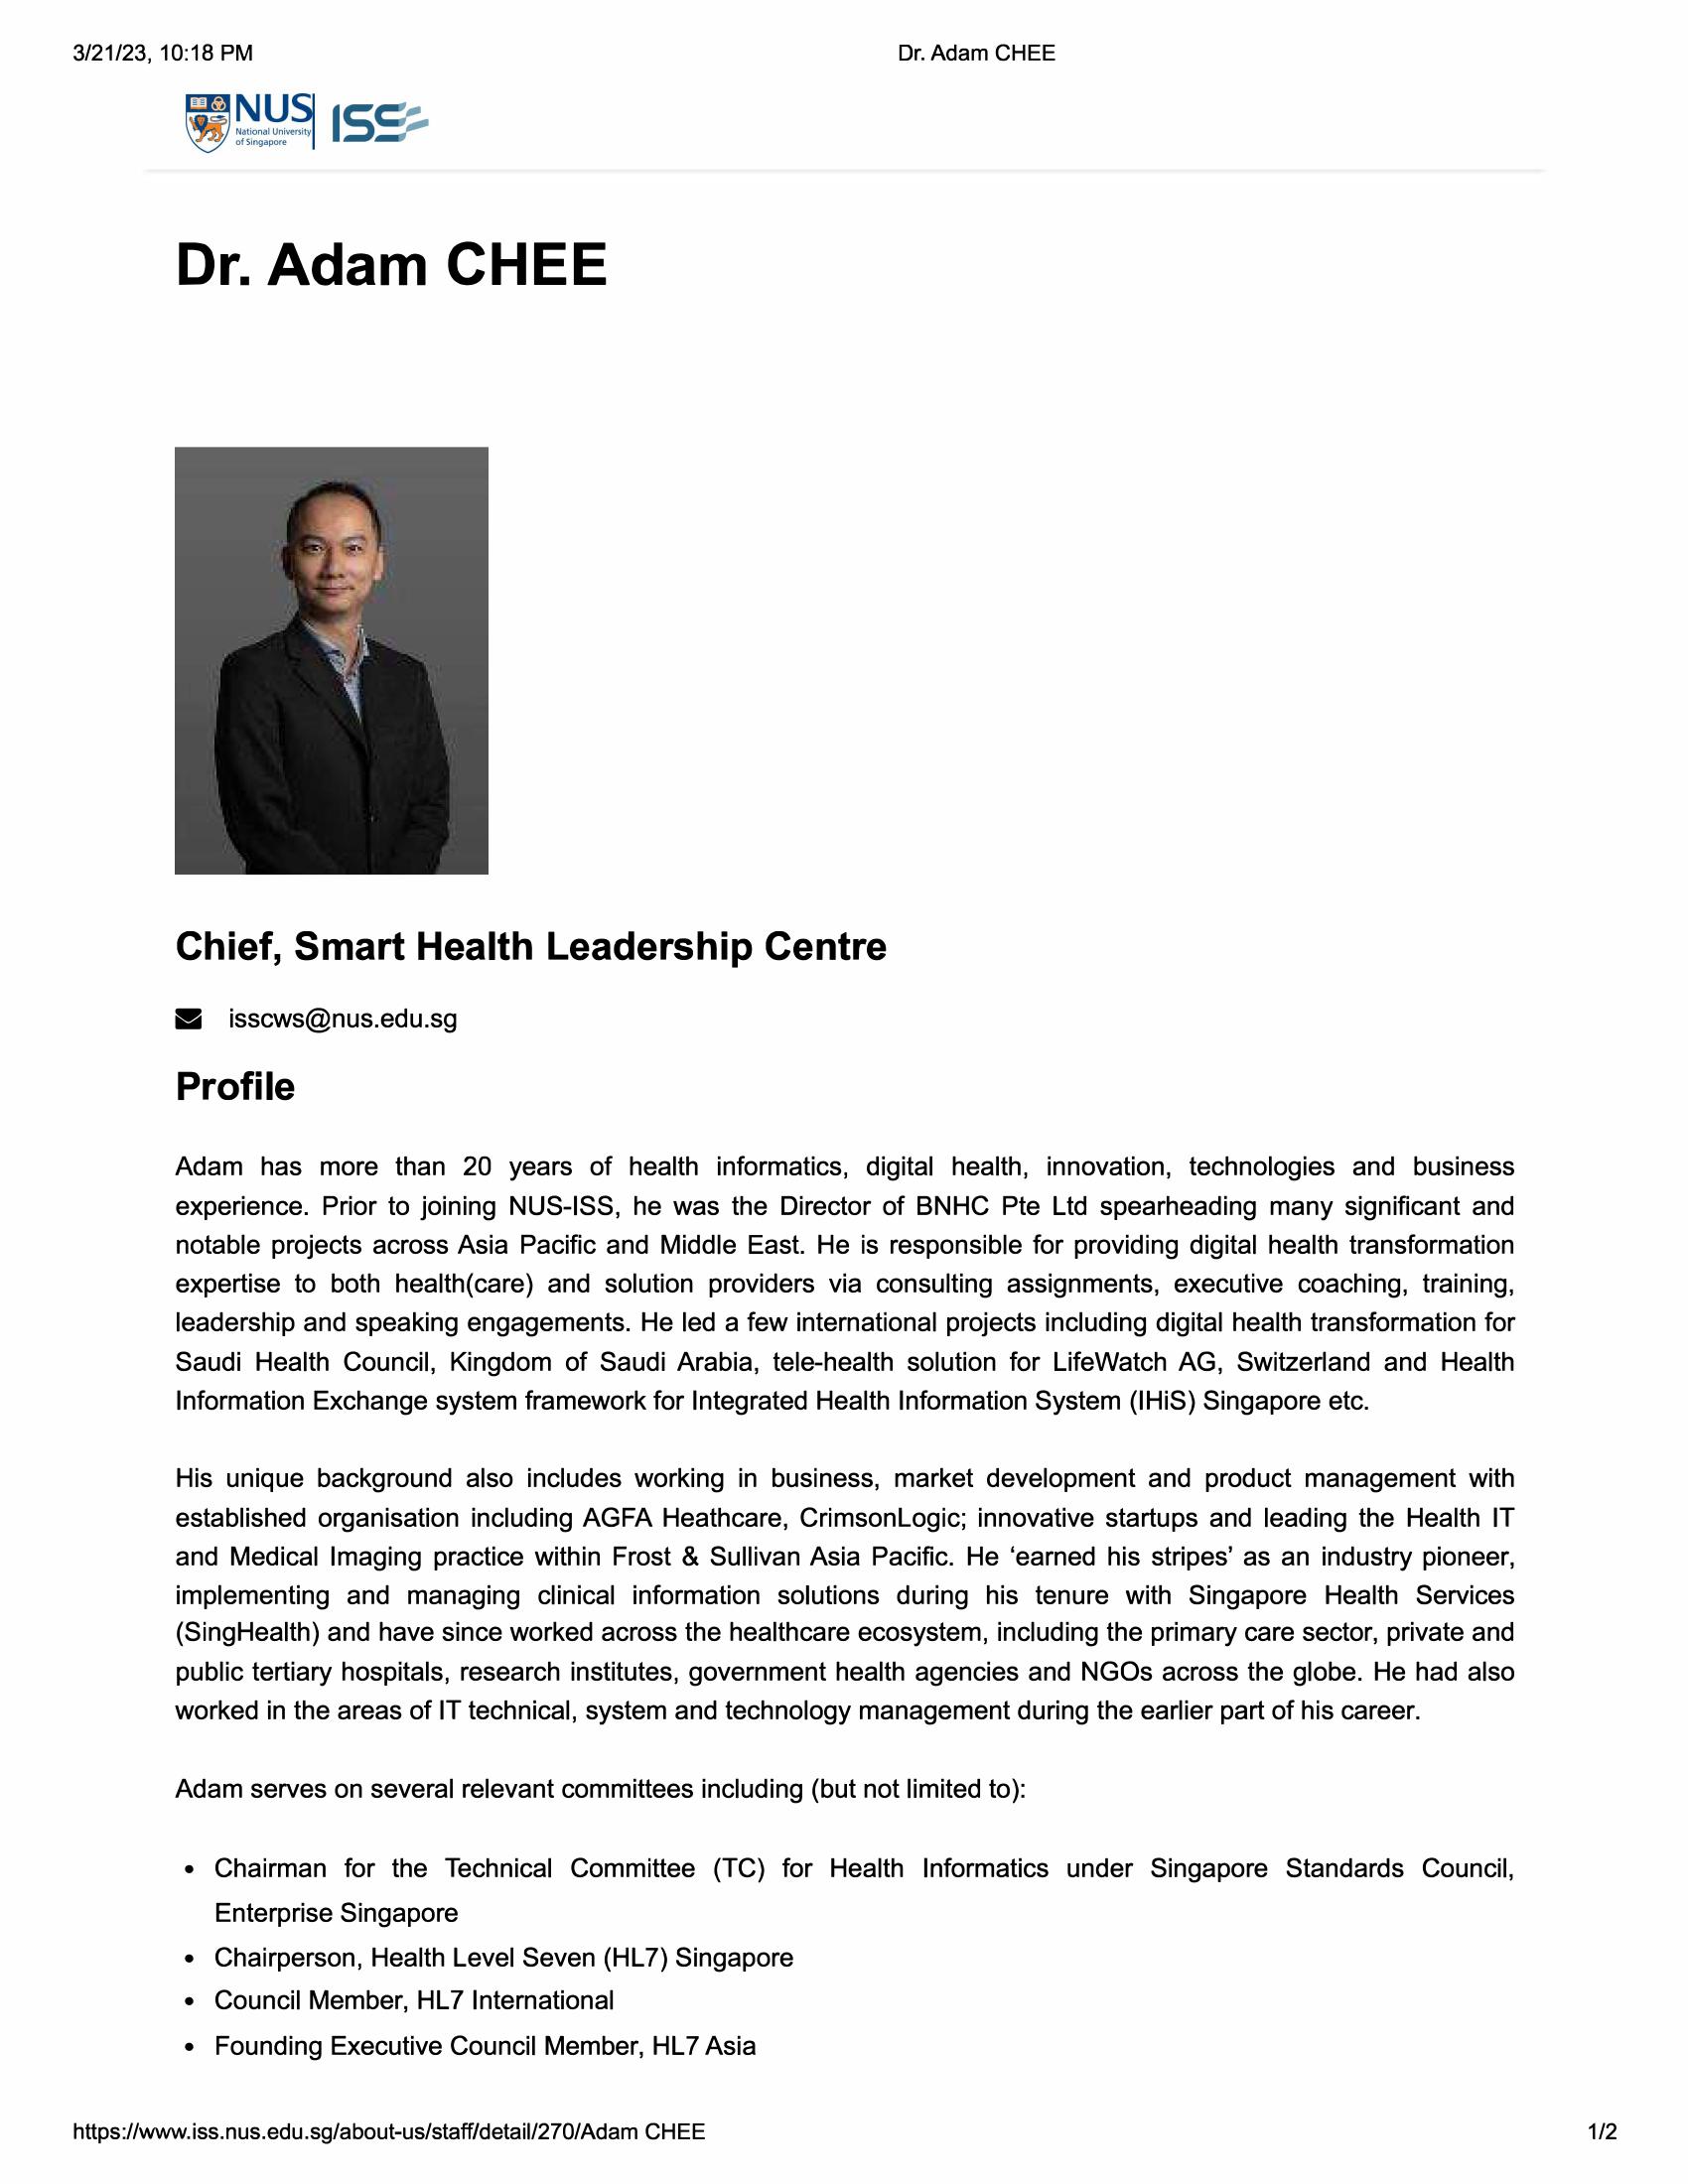 3/21/23, 10:18 PM
Dr. Adam CHEE
NUS
National University
of Singapore
ISS
Dr. Adam CHEE
Chief, Smart Health Leadership Centre
isscws@nus.edu.sg
Profile
Adam has more than 20 years of health informatics, digital health, innovation, technologies and business
experience. Prior to joining NUS-ISS, he was the Director of BNHC Pte Ltd spearheading many significant and
notable projects across Asia Pacific and Middle East. He is responsible for providing digital health transformation
expertise to both health(care) and solution providers via consulting assignments, executive coaching, training,
leadership and speaking engagements. He led a few international projects including digital health transformation for
Saudi Health Council, Kingdom of Saudi Arabia, tele-health solution for LifeWatch AG, Switzerland and Health
Information Exchange system framework for Integrated Health Information System (IHiS) Singapore etc.
His unique background also includes working in business, market development and product management with
established organisation including AGFA Heathcare, CrimsonLogic; innovative startups and leading the Health IT
and Medical Imaging practice within Frost & Sullivan Asia Pacific. He ‘earned his stripes’ as an industry pioneer,
implementing and managing clinical information solutions during his tenure with Singapore Health Services
(SingHealth) and have since worked across the healthcare ecosystem, including the primary care sector, private and
public tertiary hospitals, research institutes, government health agencies and NGOs across the globe. He had also
worked in the areas of IT technical, system and technology management during the earlier part of his career.
Adam serves on several relevant committees including (but not limited to):
• Chairman for the Technical Committee (TC) for Health Informatics under Singapore Standards Council,
Enterprise Singapore
• Chairperson, Health Level Seven (HL7) Singapore
• Council Member, HL7 International
• Founding Executive Council Member, HL7 Asia
https://www.iss.nus.edu.sg/about-us/staff/detail/270/Adam CHEE
1/2